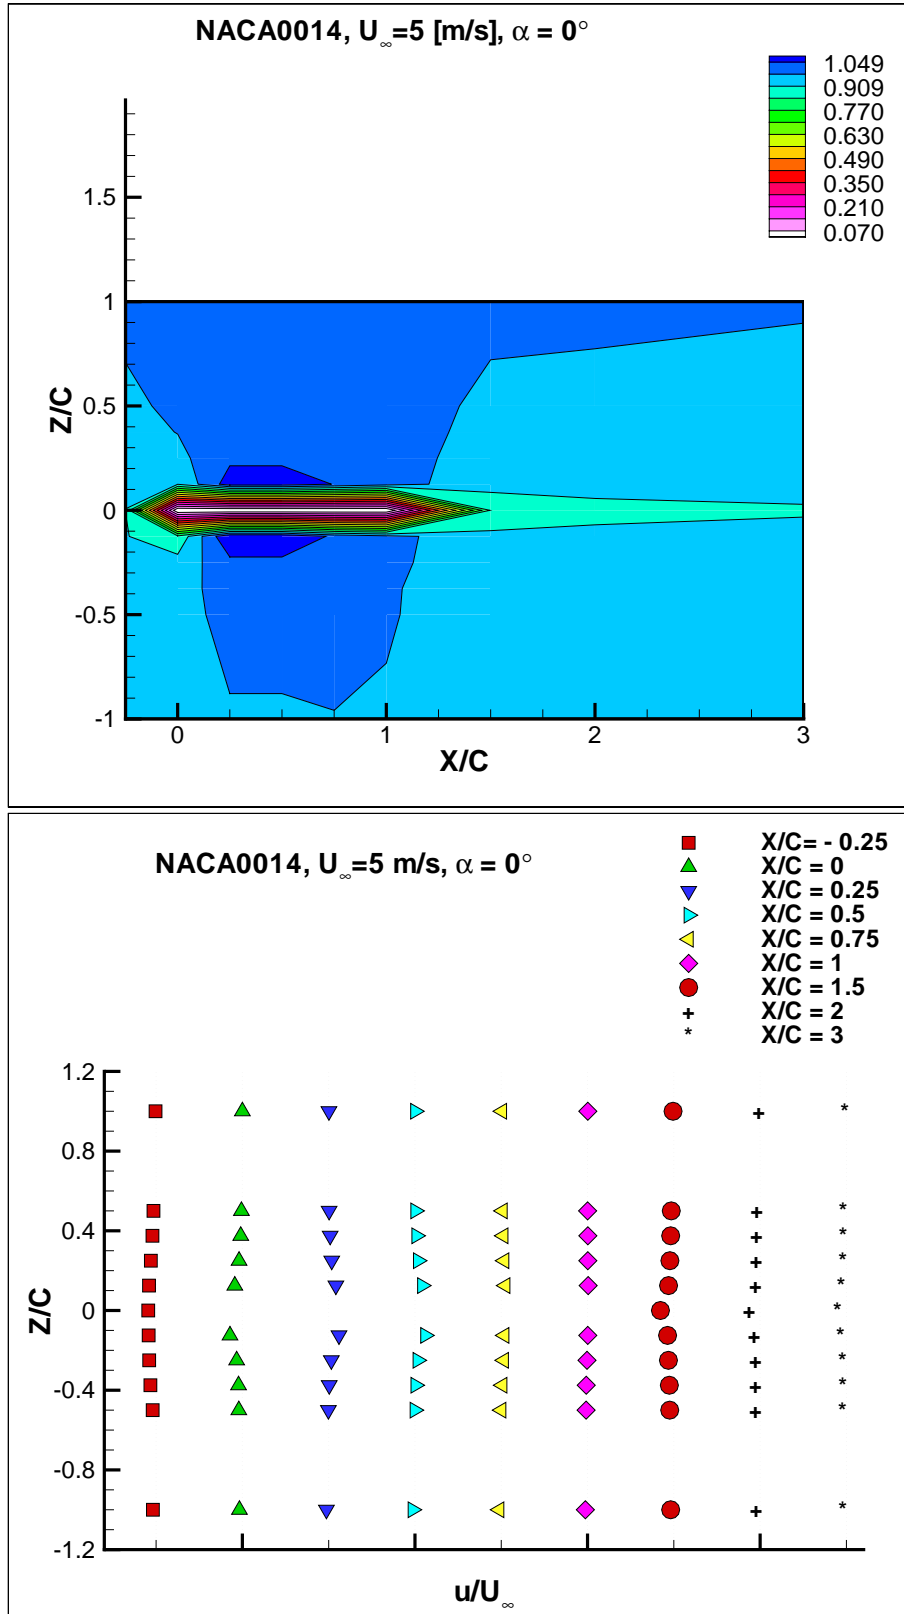 NACA0014, U∞=5 [m/s], α = 0°
1.049
0.909
0.770
0.630
0.490
0.350
0.210
0.070
1.5
1
0.5
0
-0.5
-1
Z/C
0 1 2 3
X/C
NACA0014, U∞=5 m/s, α = 0°
X/C= - 0.25
X/C = 0
X/C = 0.25
X/C = 0.5
X/C = 0.75
X/C = 1
X/C = 1.5
X/C = 2
X/C = 3
1.2
0.8
0.4
0
-0.4
-0.8
-1.2
Z/C
u/U∞